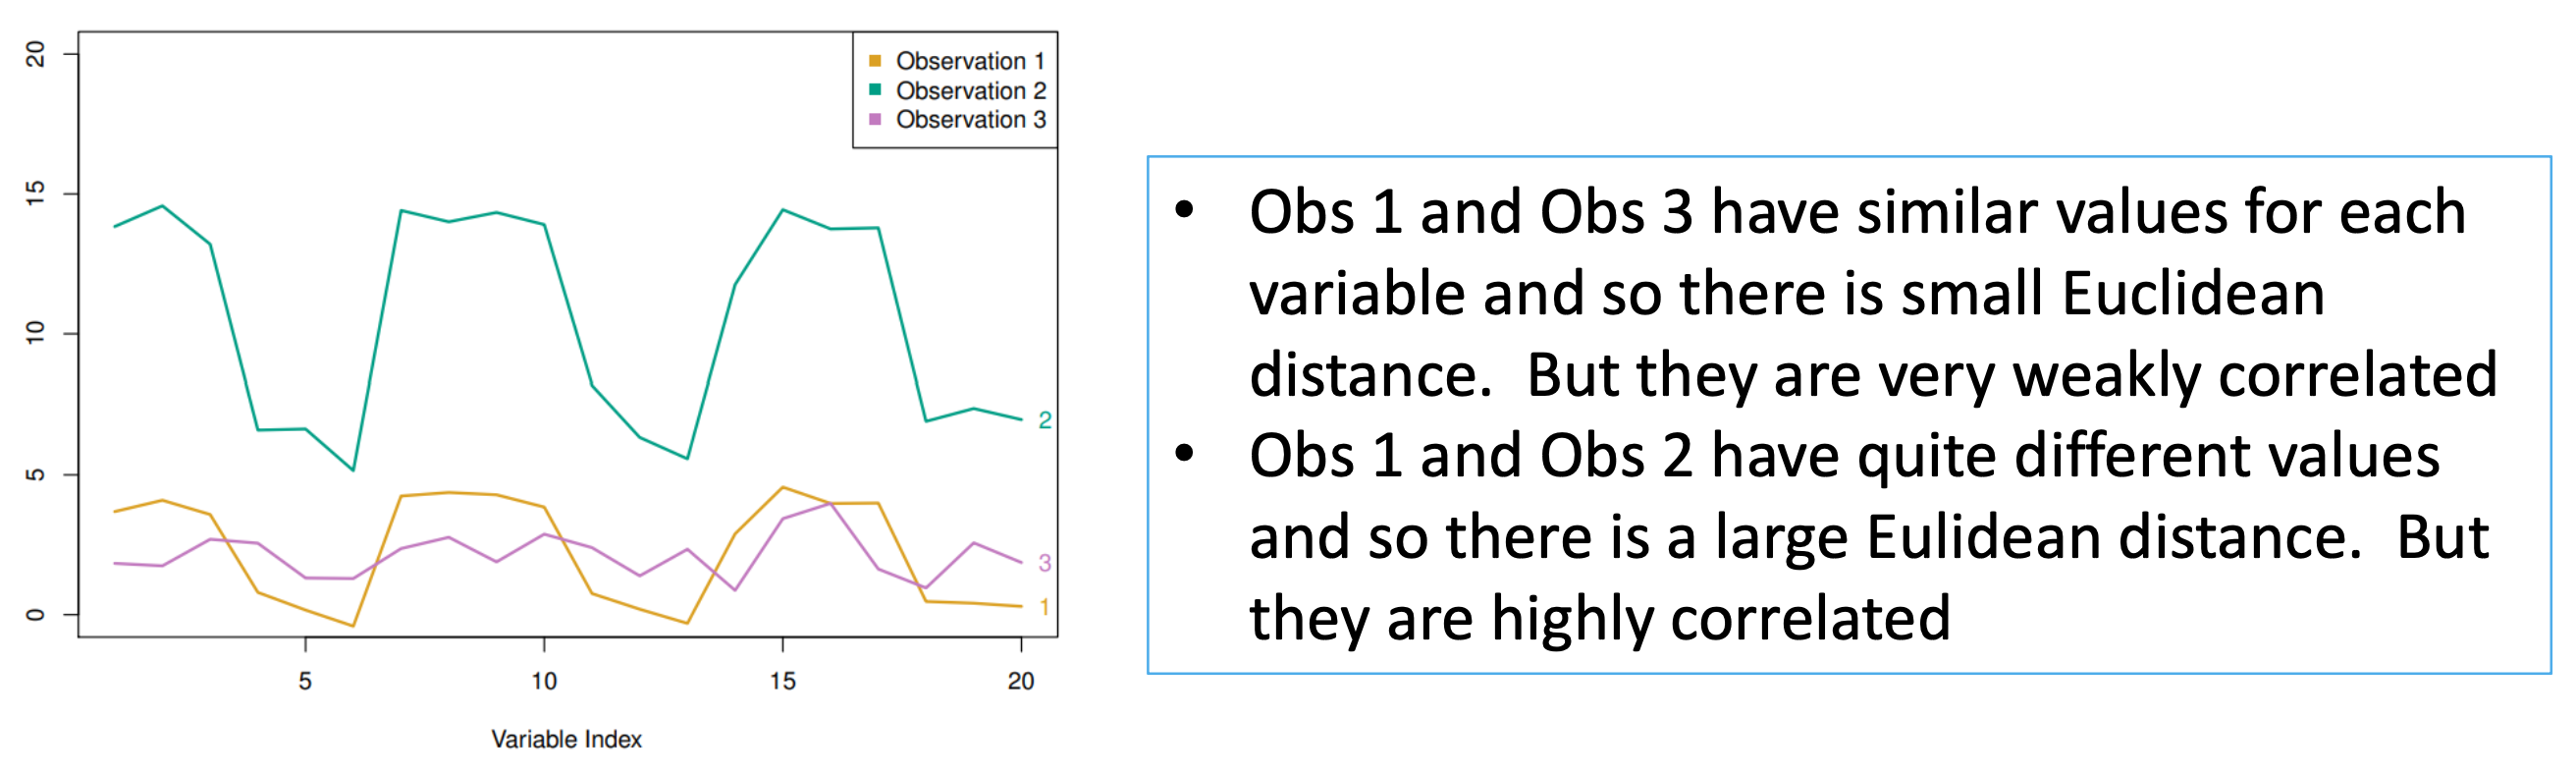 20
15
10
5
0
Observation 1
Observation 2
Observation 3
2
3
1
5 10 15 20
Variable Index
• Obs 1 and Obs 3 have similar values for each
variable and so there is small Euclidean
distance. But they are very weakly correlated
• Obs 1 and Obs 2 have quite different values
and so there is a large Eulidean distance. But
they are highly correlated